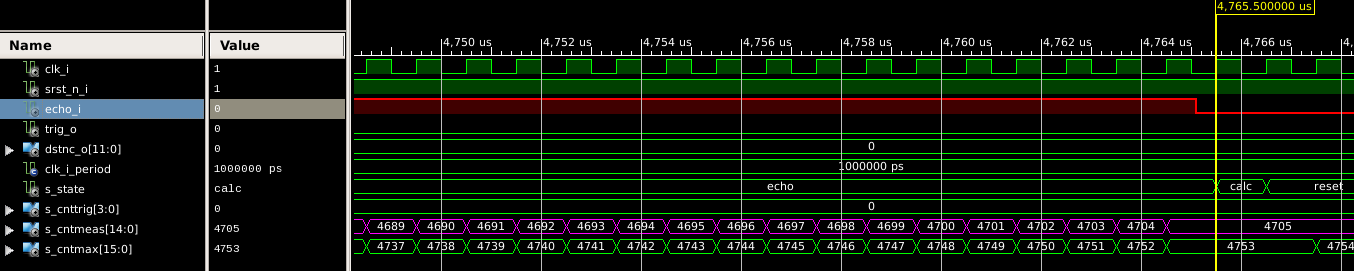 4,765.500000 us
Name Value 4,750 us 4,752 us 4,754 us 4,756 us 4,758 us 4,760 us 4,762 us 4,764 us 4,766 us 4,
clk_i 1
srst_n_i 1
echo_i 0
trig_o 0
dstnc_o[11:0] 0 0
clk_i_period 1000000 ps 1000000 ps
s_state calc echo calc reset
s_cnttrig[3:0] 0 0
s_cntmeas[14:0] 4705 4689 4690 4691 4692 4693 4694 4695 4696 4697 4698 4699 4700 4701 4702 4703 4704 4705
s_cntmax[15:0] 4753 4737 4738 4739 4740 4741 4742 4743 4744 4745 4746 4747 4748 4749 4750 4751 4752 4753 4754